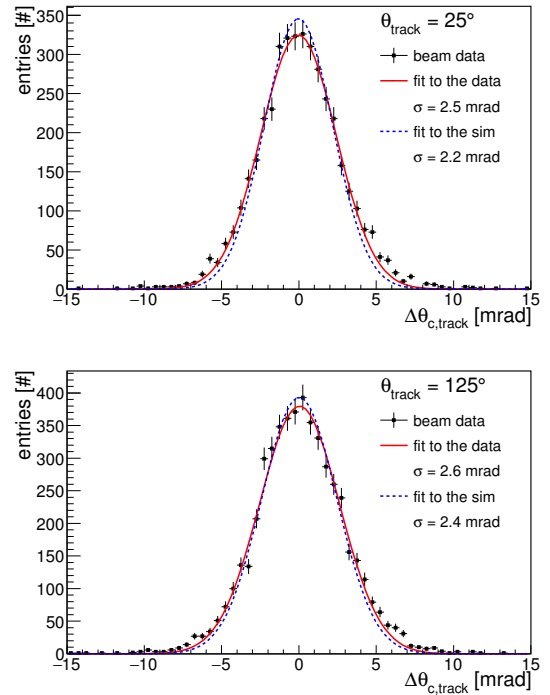 entries [#]
350
300
250
200
150
100
50
0
−15 −10 −5 0 5 10 15
Δθc,track [mrad]
θtrack = 25°
beam data
fit to the data
σ = 2.5 mrad
fit to the sim
σ = 2.2 mrad
entries [#]
400
350
300
250
200
150
100
50
0
−15 −10 −5 0 5 10 15
Δθc,track [mrad]
θtrack = 125°
beam data
fit to the data
σ = 2.6 mrad
fit to the sim
σ = 2.4 mrad